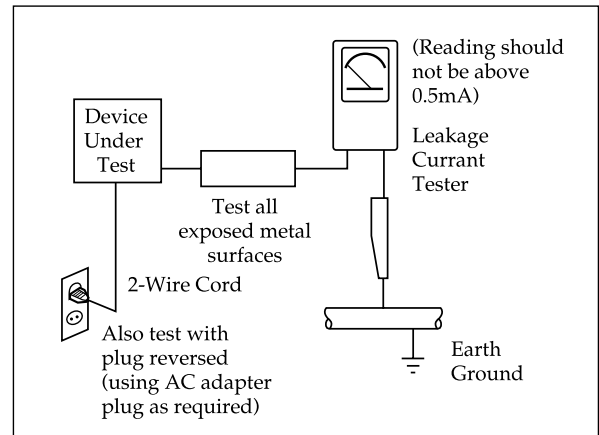 (Reading should
not be above
0.5mA)
Device
Under
Test
Leakage
Currant
Tester
Test all
exposed metal
surfaces
2-Wire Cord
Also test with
plug reversed
(using AC adapter
plug as required)
Earth
Ground